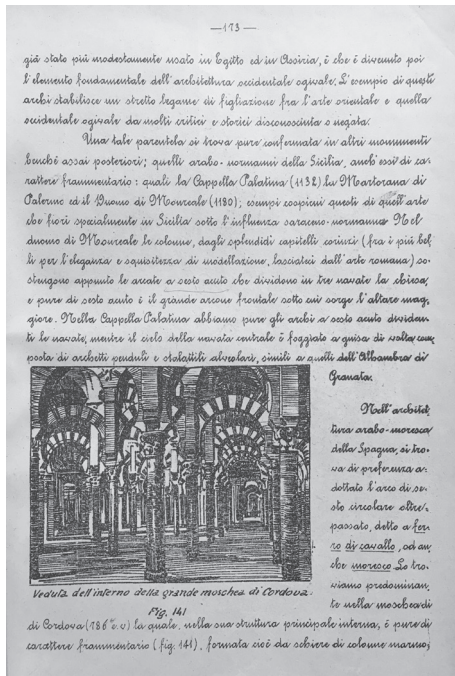 —173—
già stato più modestamente usato in Egitto ed in Assiria, è che è divenuto poi
l'elemento fondamentale dell'architettura occidentale ogivale. L'esempio di questi
archi stabilisce un stretto legame di figliazione fra l'arte orientale e quella
occidentale ogivale da molti critici e storici disconosciuta o negata.
Una tale parentela si trova pure confermata in altri monumenti
benchè assai posteriori; quelli arabo-normanni della Sicilia, anch'essi di ca-
rattere frammentario: quali la Cappella Palatina (1132) la Martorana di
Palermo ed il Duomo di Monreale (1180); esempi cospicui questi di quell'arte
che fiorì specialmente in Sicilia sotto l'influenza saraceno-normanna. Nel
duomo di Monreale le colonne, dagli splendidi capitelli corinzi (fra i più bel-
li per l'eleganza e squisitezza di modellazione, lasciateci dall'arte romana) so-
stengono appunto le arcate a sesto acuto che dividono in tre navate la chiesa,
e pure di sesto acuto è il grande arcone frontale sotto cui sorge l'altare mag-
giore. Nella Cappella Palatina abbiamo pure gli archi a sesto acuto dividen-
ti le navate, mentre il cielo della navata centrale è foggiato a guisa di volta com-
posta di archetti penduli e stalattiti alveolari, simili a quelli dell'Alhambra di
Granata.
Nell'architet-
tura arabo-moresca
della Spagna, si tro-
va di preferenza a-
dottato l'arco di se-
sto circolare oltre-
passato, detto a fer-
ro di cavallo, od an-
che moresco. Lo tro-
viamo predominan-
te nella moschea di
Veduta dell'interno della grande moschea di Cordova.
Fig. 141
di Cordova (786 e.v) la quale, nella sua struttura principale interna, è pure di
carattere frammentario (fig. 141), formata cioè da schiere di colonne marmo-